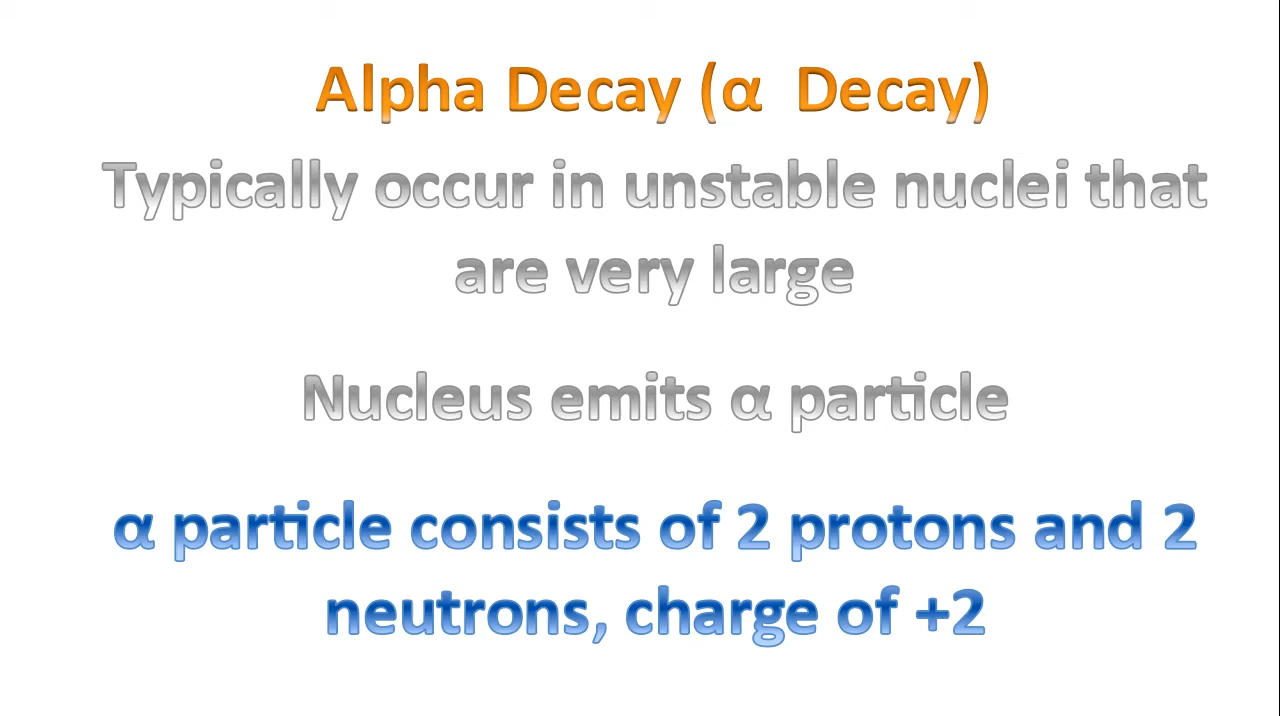 Alpha Decay (α  Decay)
Typically occur in unstable nuclei that
are very large
Nucleus emits α particle
α particle consists of 2 protons and 2
neutrons, charge of +2